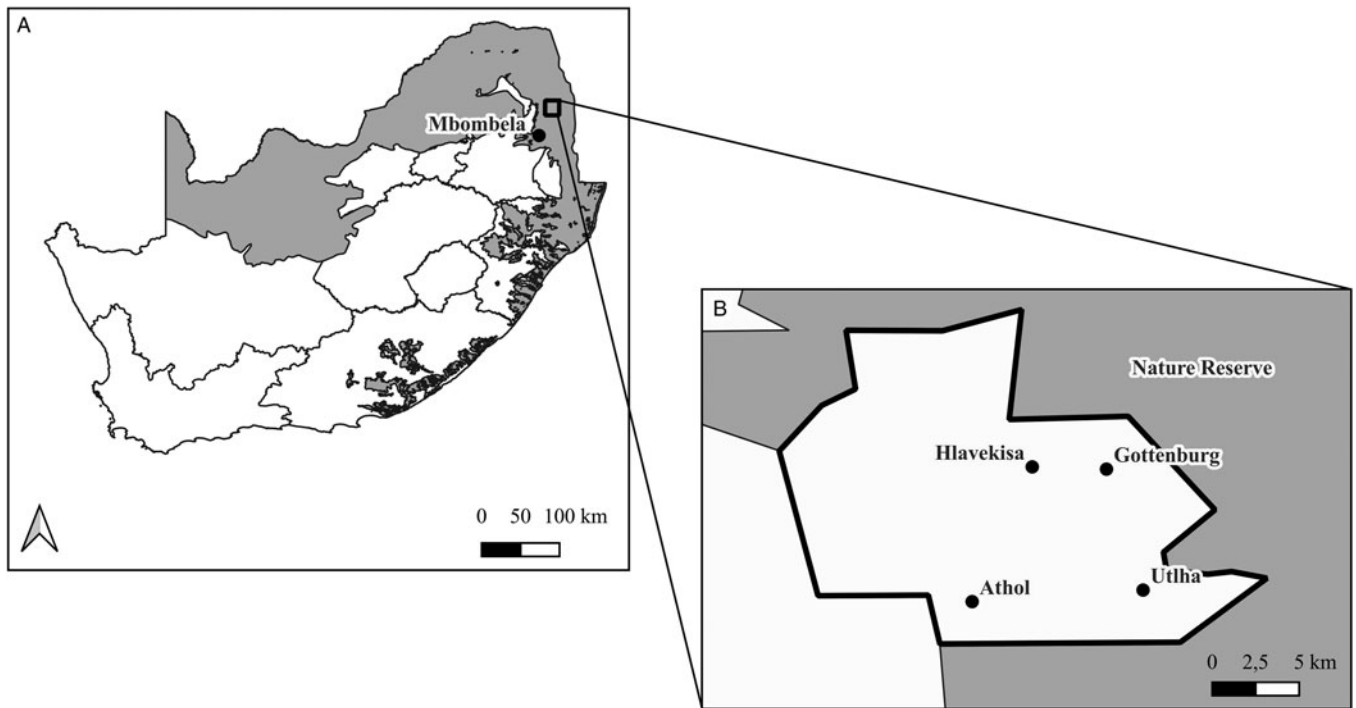 A
Mbombela
0 50 100 km
B
Nature Reserve
Hlavekisa
Gottenburg
Athol
Utlha
0 2,5 5 km